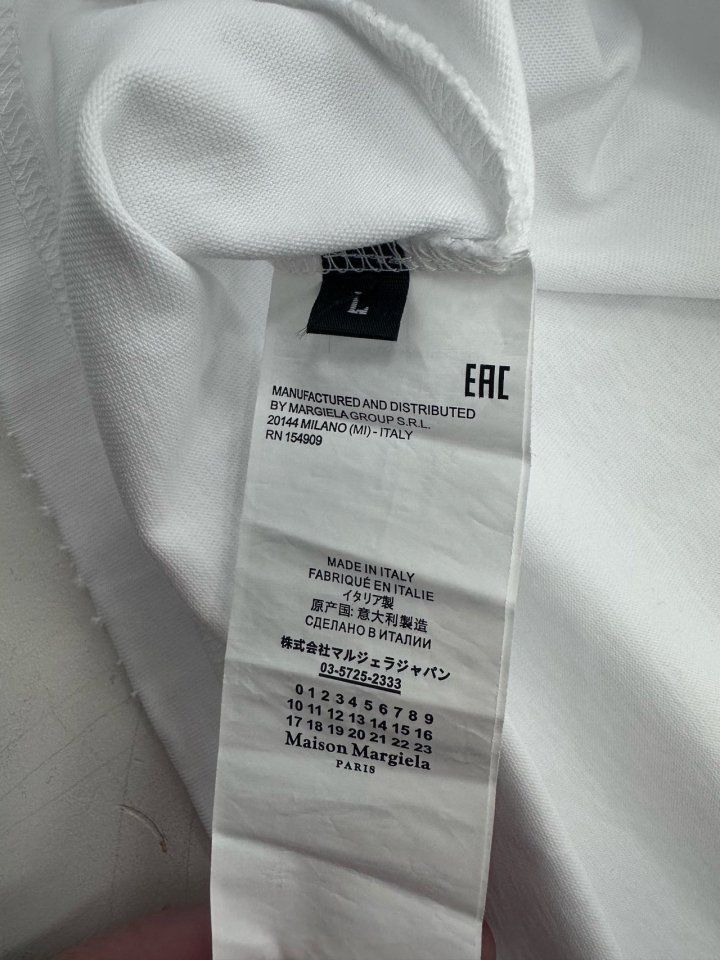 L
EAC
MANUFACTURED AND DISTRIBUTED
BY MARGIELA GROUP S.R.L.
20144 MILANO (MI) - ITALY
RN 154909
MADE IN ITALY
FABRIQUÉ EN ITALIE
イタリア製
原产国: 意大利製造
СДЕЛАНО В ИТАЛИИ
株式会社マルジェラジャパン
03-5725-2333
0 1 2 3 4 5 6 7 8 9
10 11 12 13 14 15 16
17 18 19 20 21 22 23
Maison Margiela
PARIS